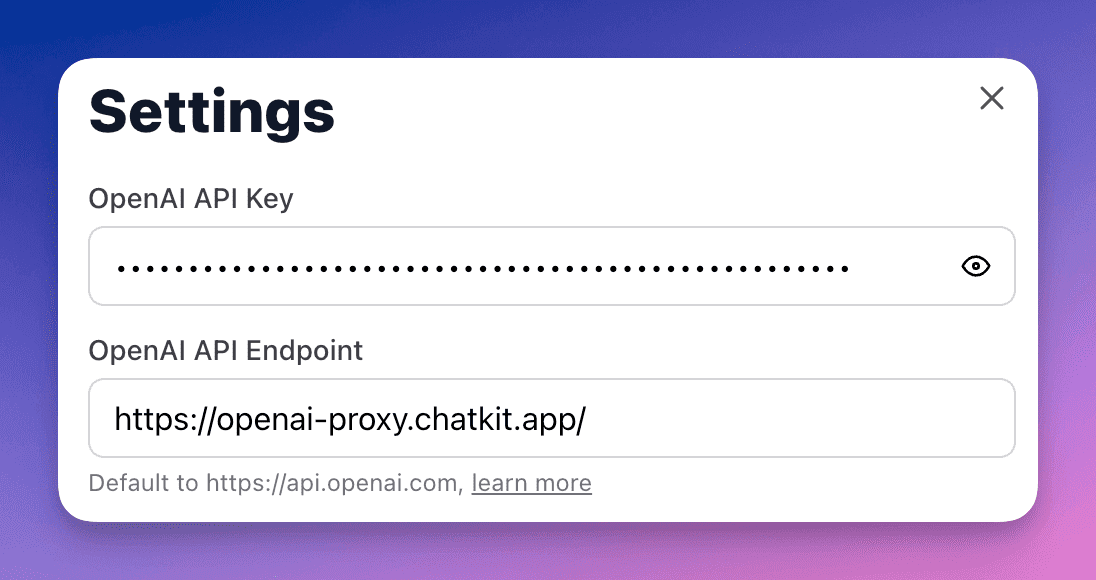 Settings
OpenAI API Key
•••••••••••••••••••••••••••••••••••••••••••••••••••
OpenAI API Endpoint
https://openai-proxy.chatkit.app/
Default to https://api.openai.com, learn more